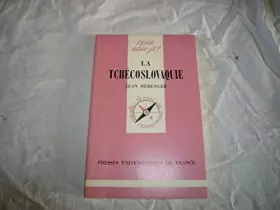 que
sais-je?
LA
TCHÉCOSLOVAQUIE
JEAN BÉRENGER
PRESSES UNIVERSITAIRES DE FRANCE